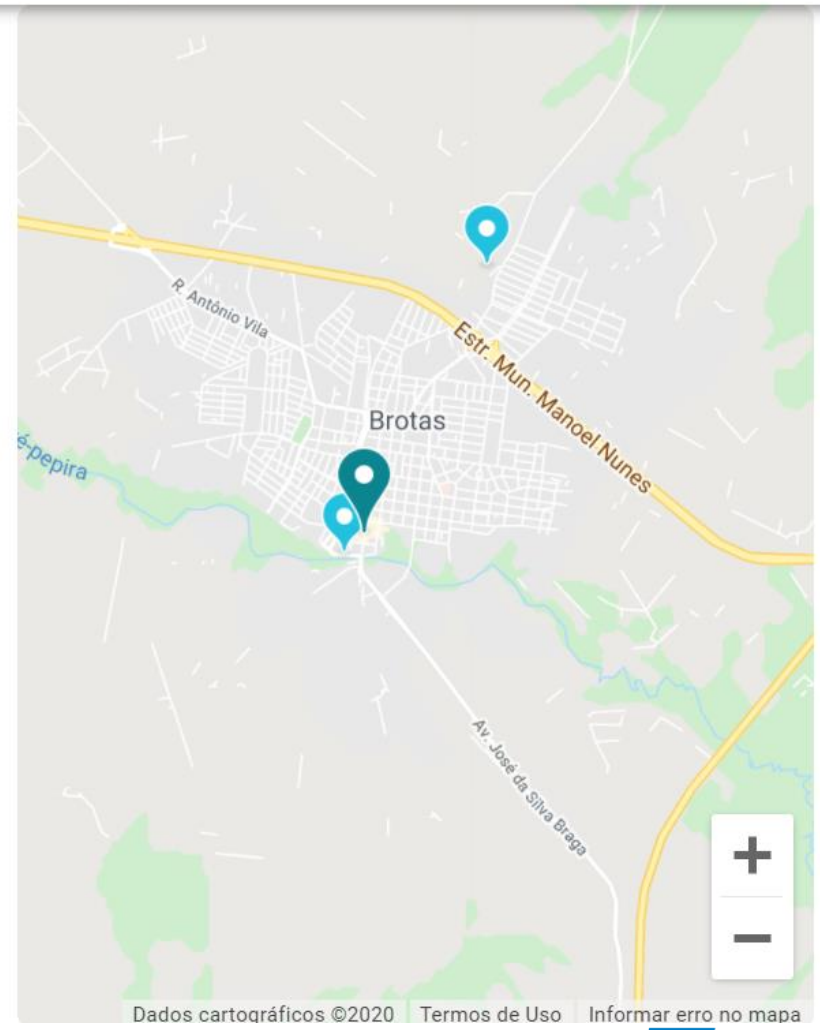 R. Antônio Vila
Estr. Mun. Manoel Nunes
Brotas
é-pepira
Av. José da Silva Braga
+
−
Dados cartográficos ©2020 Termos de Uso Informar erro no mapa